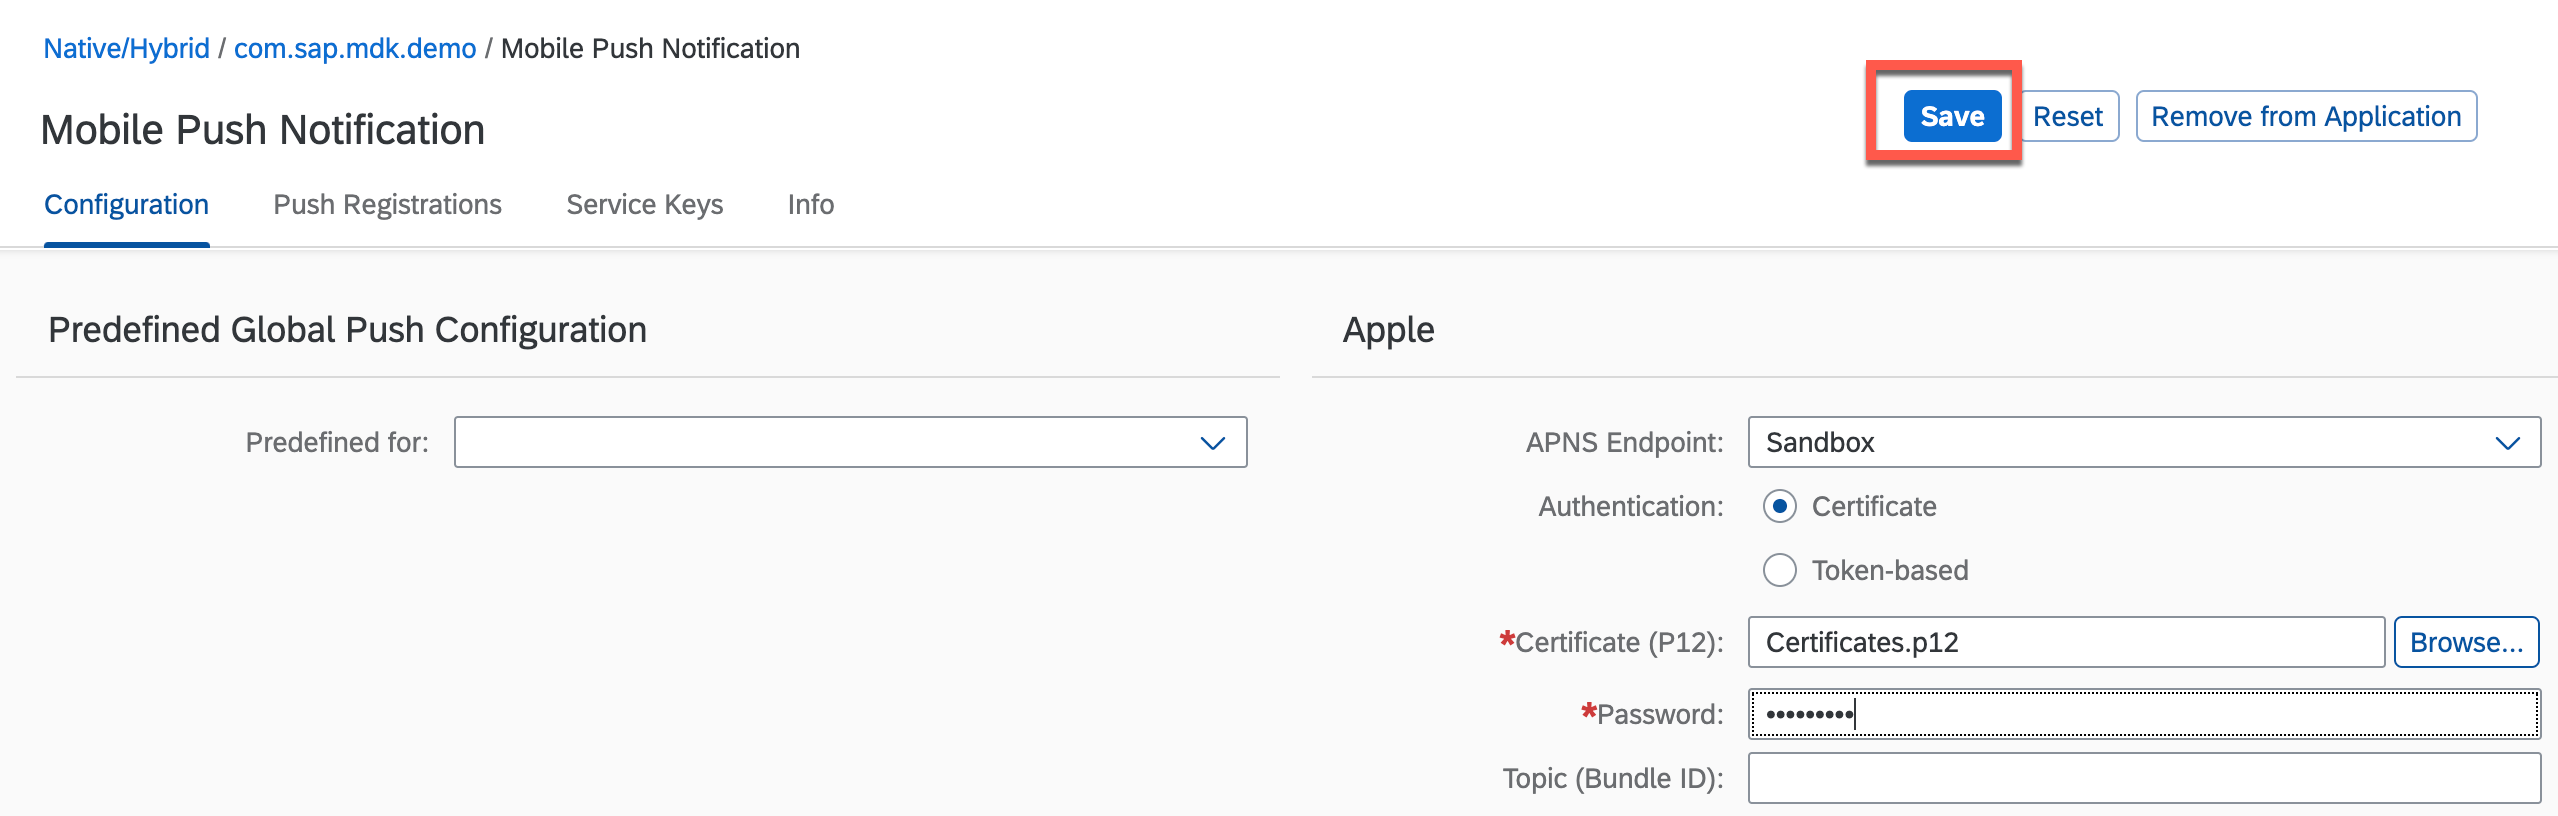 Native/Hybrid / com.sap.mdk.demo / Mobile Push Notification
Mobile Push Notification
Save Reset Remove from Application
Configuration Push Registrations Service Keys Info
Predefined Global Push Configuration
Predefined for:
Apple
APNS Endpoint: Sandbox
Authentication: Certificate
Token-based
*Certificate (P12): Certificates.p12 Browse...
*Password: •••••••••
Topic (Bundle ID):